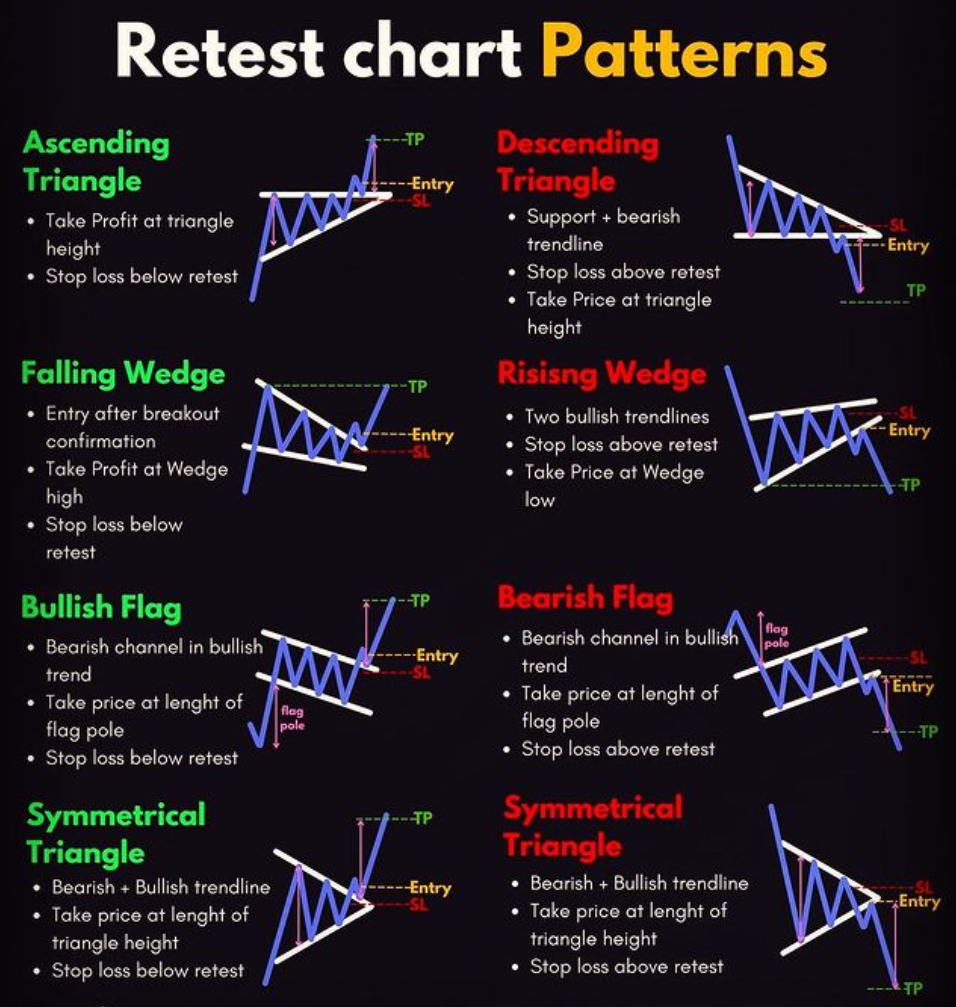 Retest chart Patterns
Ascending
Triangle
• Take Profit at triangle
height
• Stop loss below retest
TP
Entry
SL
Descending
Triangle
• Support + bearish
trendline
• Stop loss above retest
• Take Price at triangle
height
SL
Entry
TP
Falling Wedge
• Entry after breakout
confirmation
• Take Profit at Wedge
high
• Stop loss below
retest
TP
Entry
SL
Risisng Wedge
• Two bullish trendlines
• Stop loss above retest
• Take Price at Wedge
low
SL
Entry
TP
Bullish Flag
• Bearish channel in bullish
trend
• Take price at lenght of
flag pole
• Stop loss below retest
TP
Entry
SL
flag
pole
Bearish Flag
• Bearish channel in bullish
trend
• Take price at lenght of
flag pole
• Stop loss above retest
flag
pole
SL
Entry
TP
Symmetrical
Triangle
• Bearish + Bullish trendline
• Take price at lenght of
triangle height
• Stop loss below retest
TP
Entry
SL
Symmetrical
Triangle
• Bearish + Bullish trendline
• Take price at lenght of
triangle height
• Stop loss above retest
SL
Entry
TP